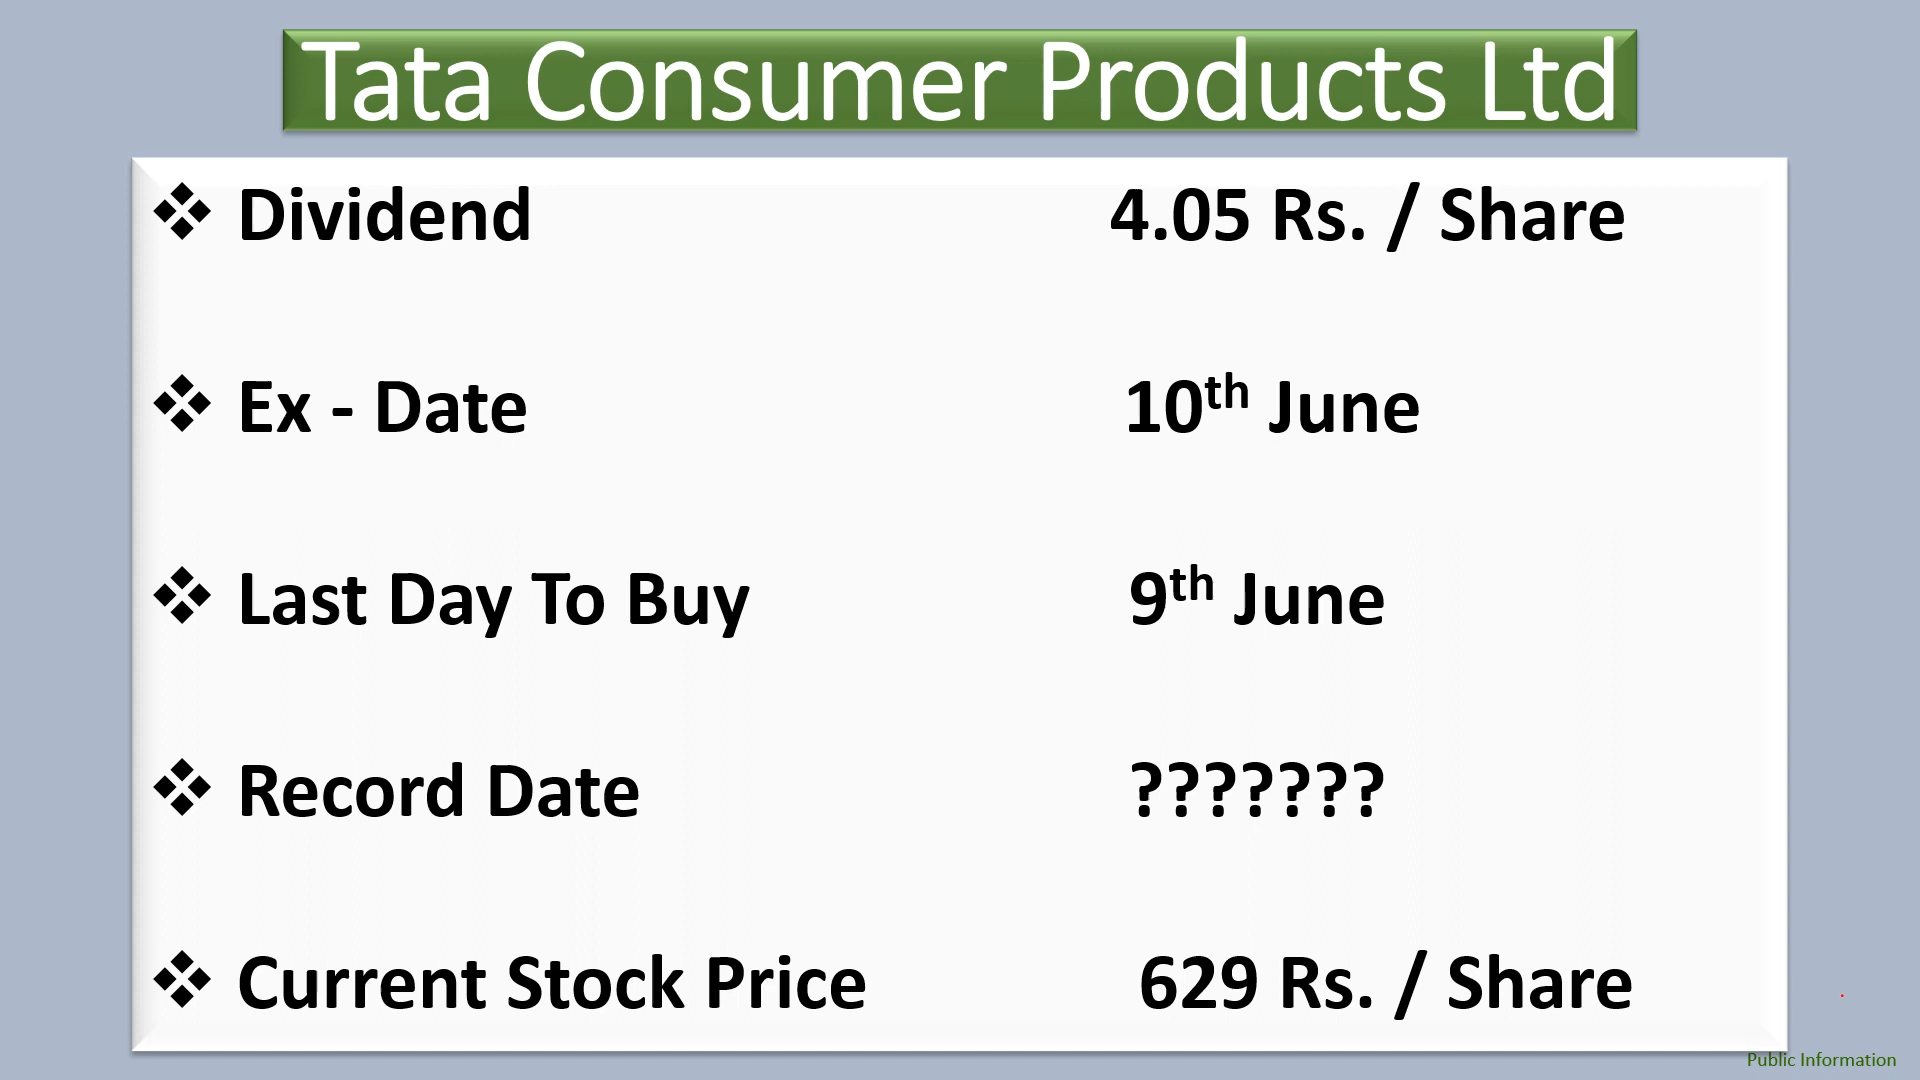 Tata Consumer Products Ltd
❖ Dividend 4.05 Rs. / Share
❖ Ex - Date 10th June
❖ Last Day To Buy 9th June
❖ Record Date ???????
❖ Current Stock Price 629 Rs. / Share
Public Information